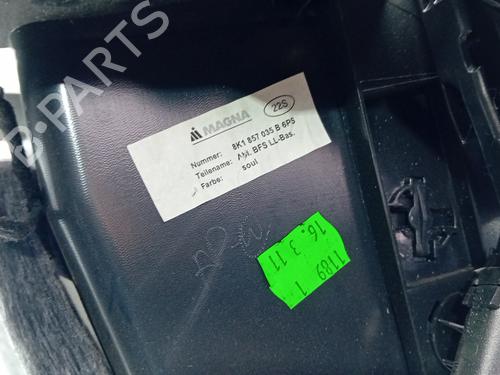 B-PARTS
MAGNA
22S
Nummer: 8K1 857 035 B 6PS
Teilename: Abl. BFS LL-Bas.
Farbe: soul
1189 1
16. 3 11